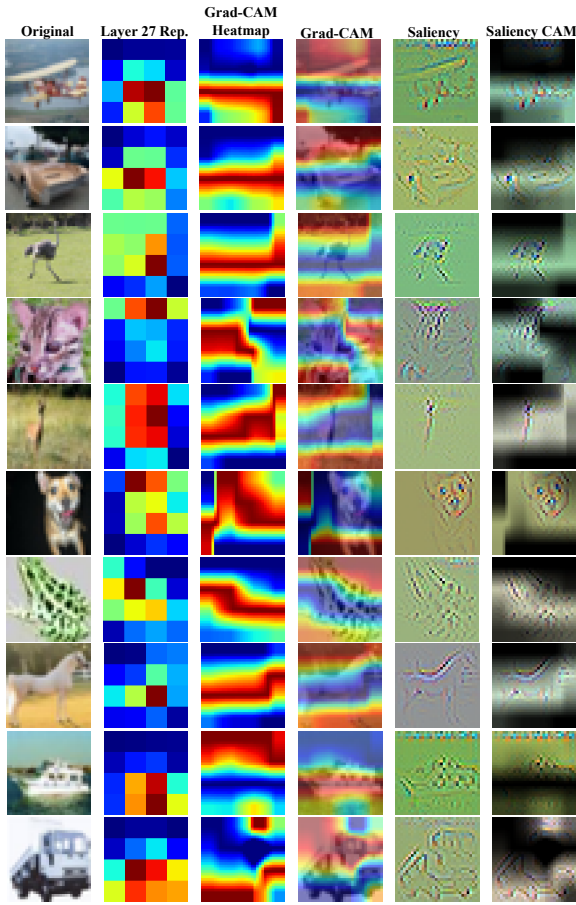 Original
Layer 27 Rep.
Grad-CAM
Heatmap
Grad-CAM
Saliency
Saliency CAM